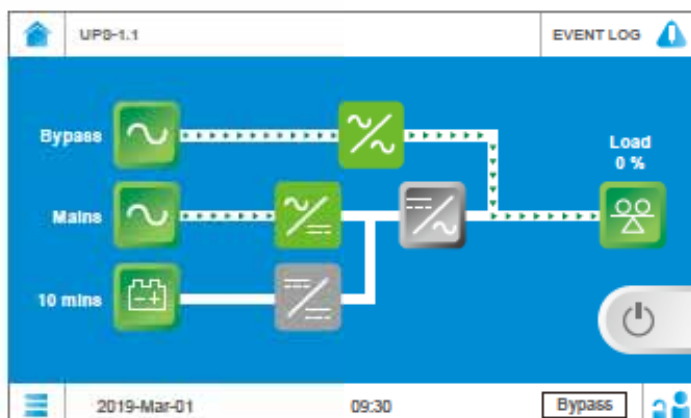 UPS-1.1
EVENT LOG
Bypass
Load
0 %
Mains
10 mins
2019-Mar-01
09:30
Bypass